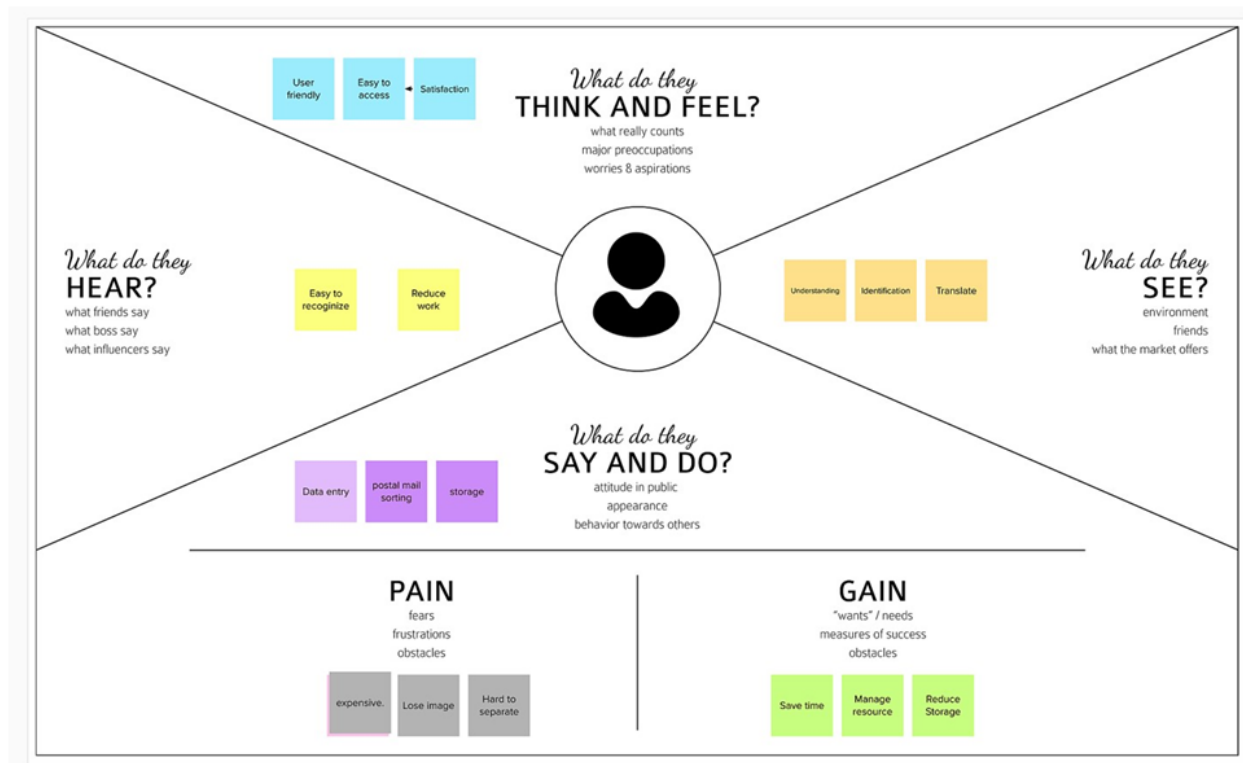 User
friendly
Easy to
access
Satisfaction
What do they
THINK AND FEEL?
what really counts
major preoccupations
worries & aspirations
What do they
HEAR?
what friends say
what boss say
what influencers say
Easy to
recoginize
Reduce
work
Understanding
Identification
Translate
What do they
SEE?
environment
friends
what the market offers
What do they
SAY AND DO?
attitude in public
appearance
behavior towards others
Data entry
postal mail
sorting
storage
PAIN
fears
frustrations
obstacles
expensive.
Lose image
Hard to
separate
GAIN
"wants" / needs
measures of success
obstacles
Save time
Manage
resource
Reduce
Storage